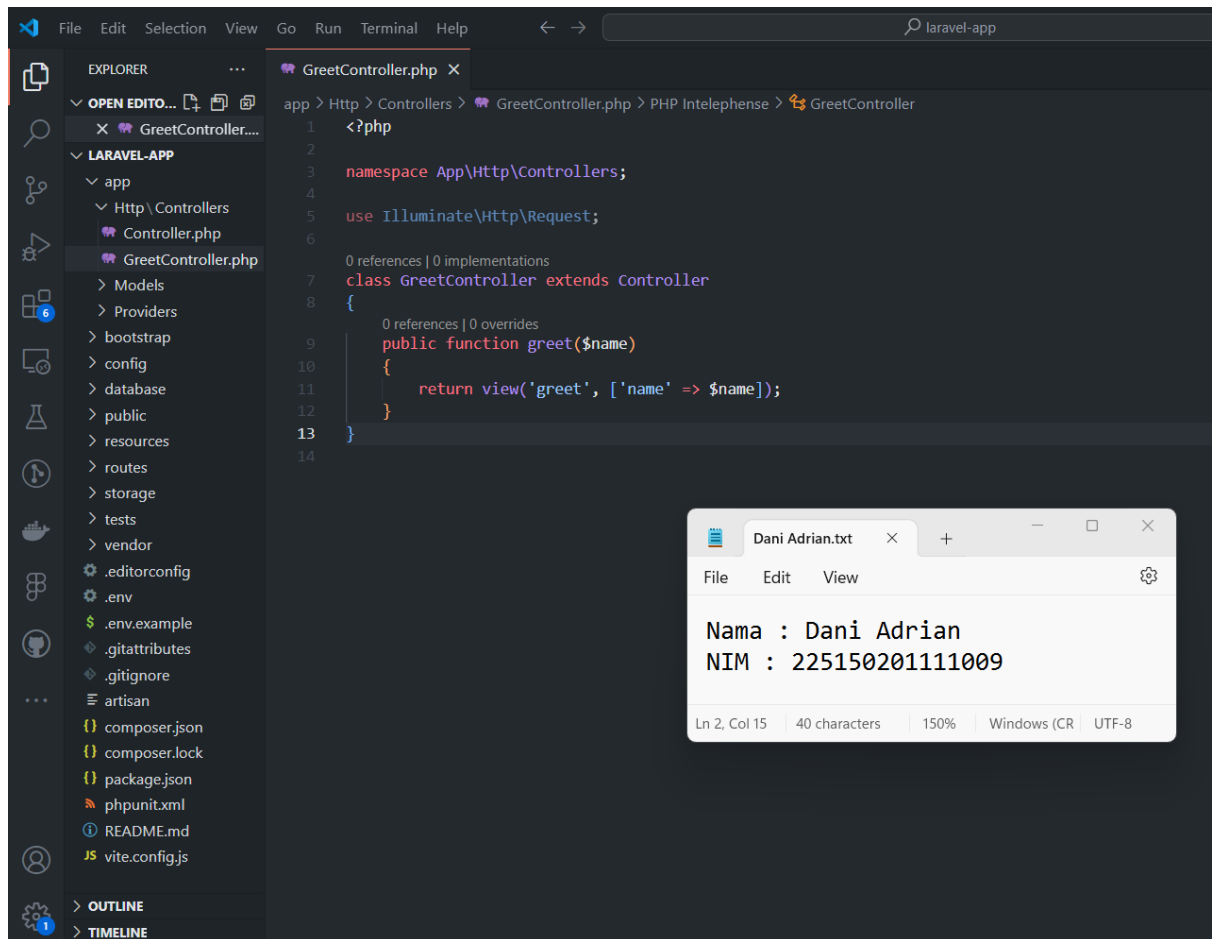 File Edit Selection View Go Run Terminal Help
laravel-app
EXPLORER
OPEN EDITO...
GreetController....
LARAVEL-APP
app
Http\Controllers
Controller.php
GreetController.php
Models
Providers
bootstrap
config
database
public
resources
routes
storage
tests
vendor
.editorconfig
.env
$ .env.example
.gitattributes
.gitignore
artisan
{} composer.json
{} composer.lock
{} package.json
phpunit.xml
README.md
JS vite.config.js
OUTLINE
TIMELINE
6
1
GreetController.php
app > Http > Controllers > GreetController.php > PHP Intelephense > GreetController
1 <?php
2
3 namespace App\Http\Controllers;
4
5 use Illuminate\Http\Request;
6
0 references | 0 implementations
7 class GreetController extends Controller
8 {
0 references | 0 overrides
9 public function greet($name)
10 {
11 return view('greet', ['name' => $name]);
12 }
13 }
14
Dani Adrian.txt
File Edit View
Nama : Dani Adrian
NIM : 225150201111009
Ln 2, Col 15 40 characters 150% Windows (CR UTF-8